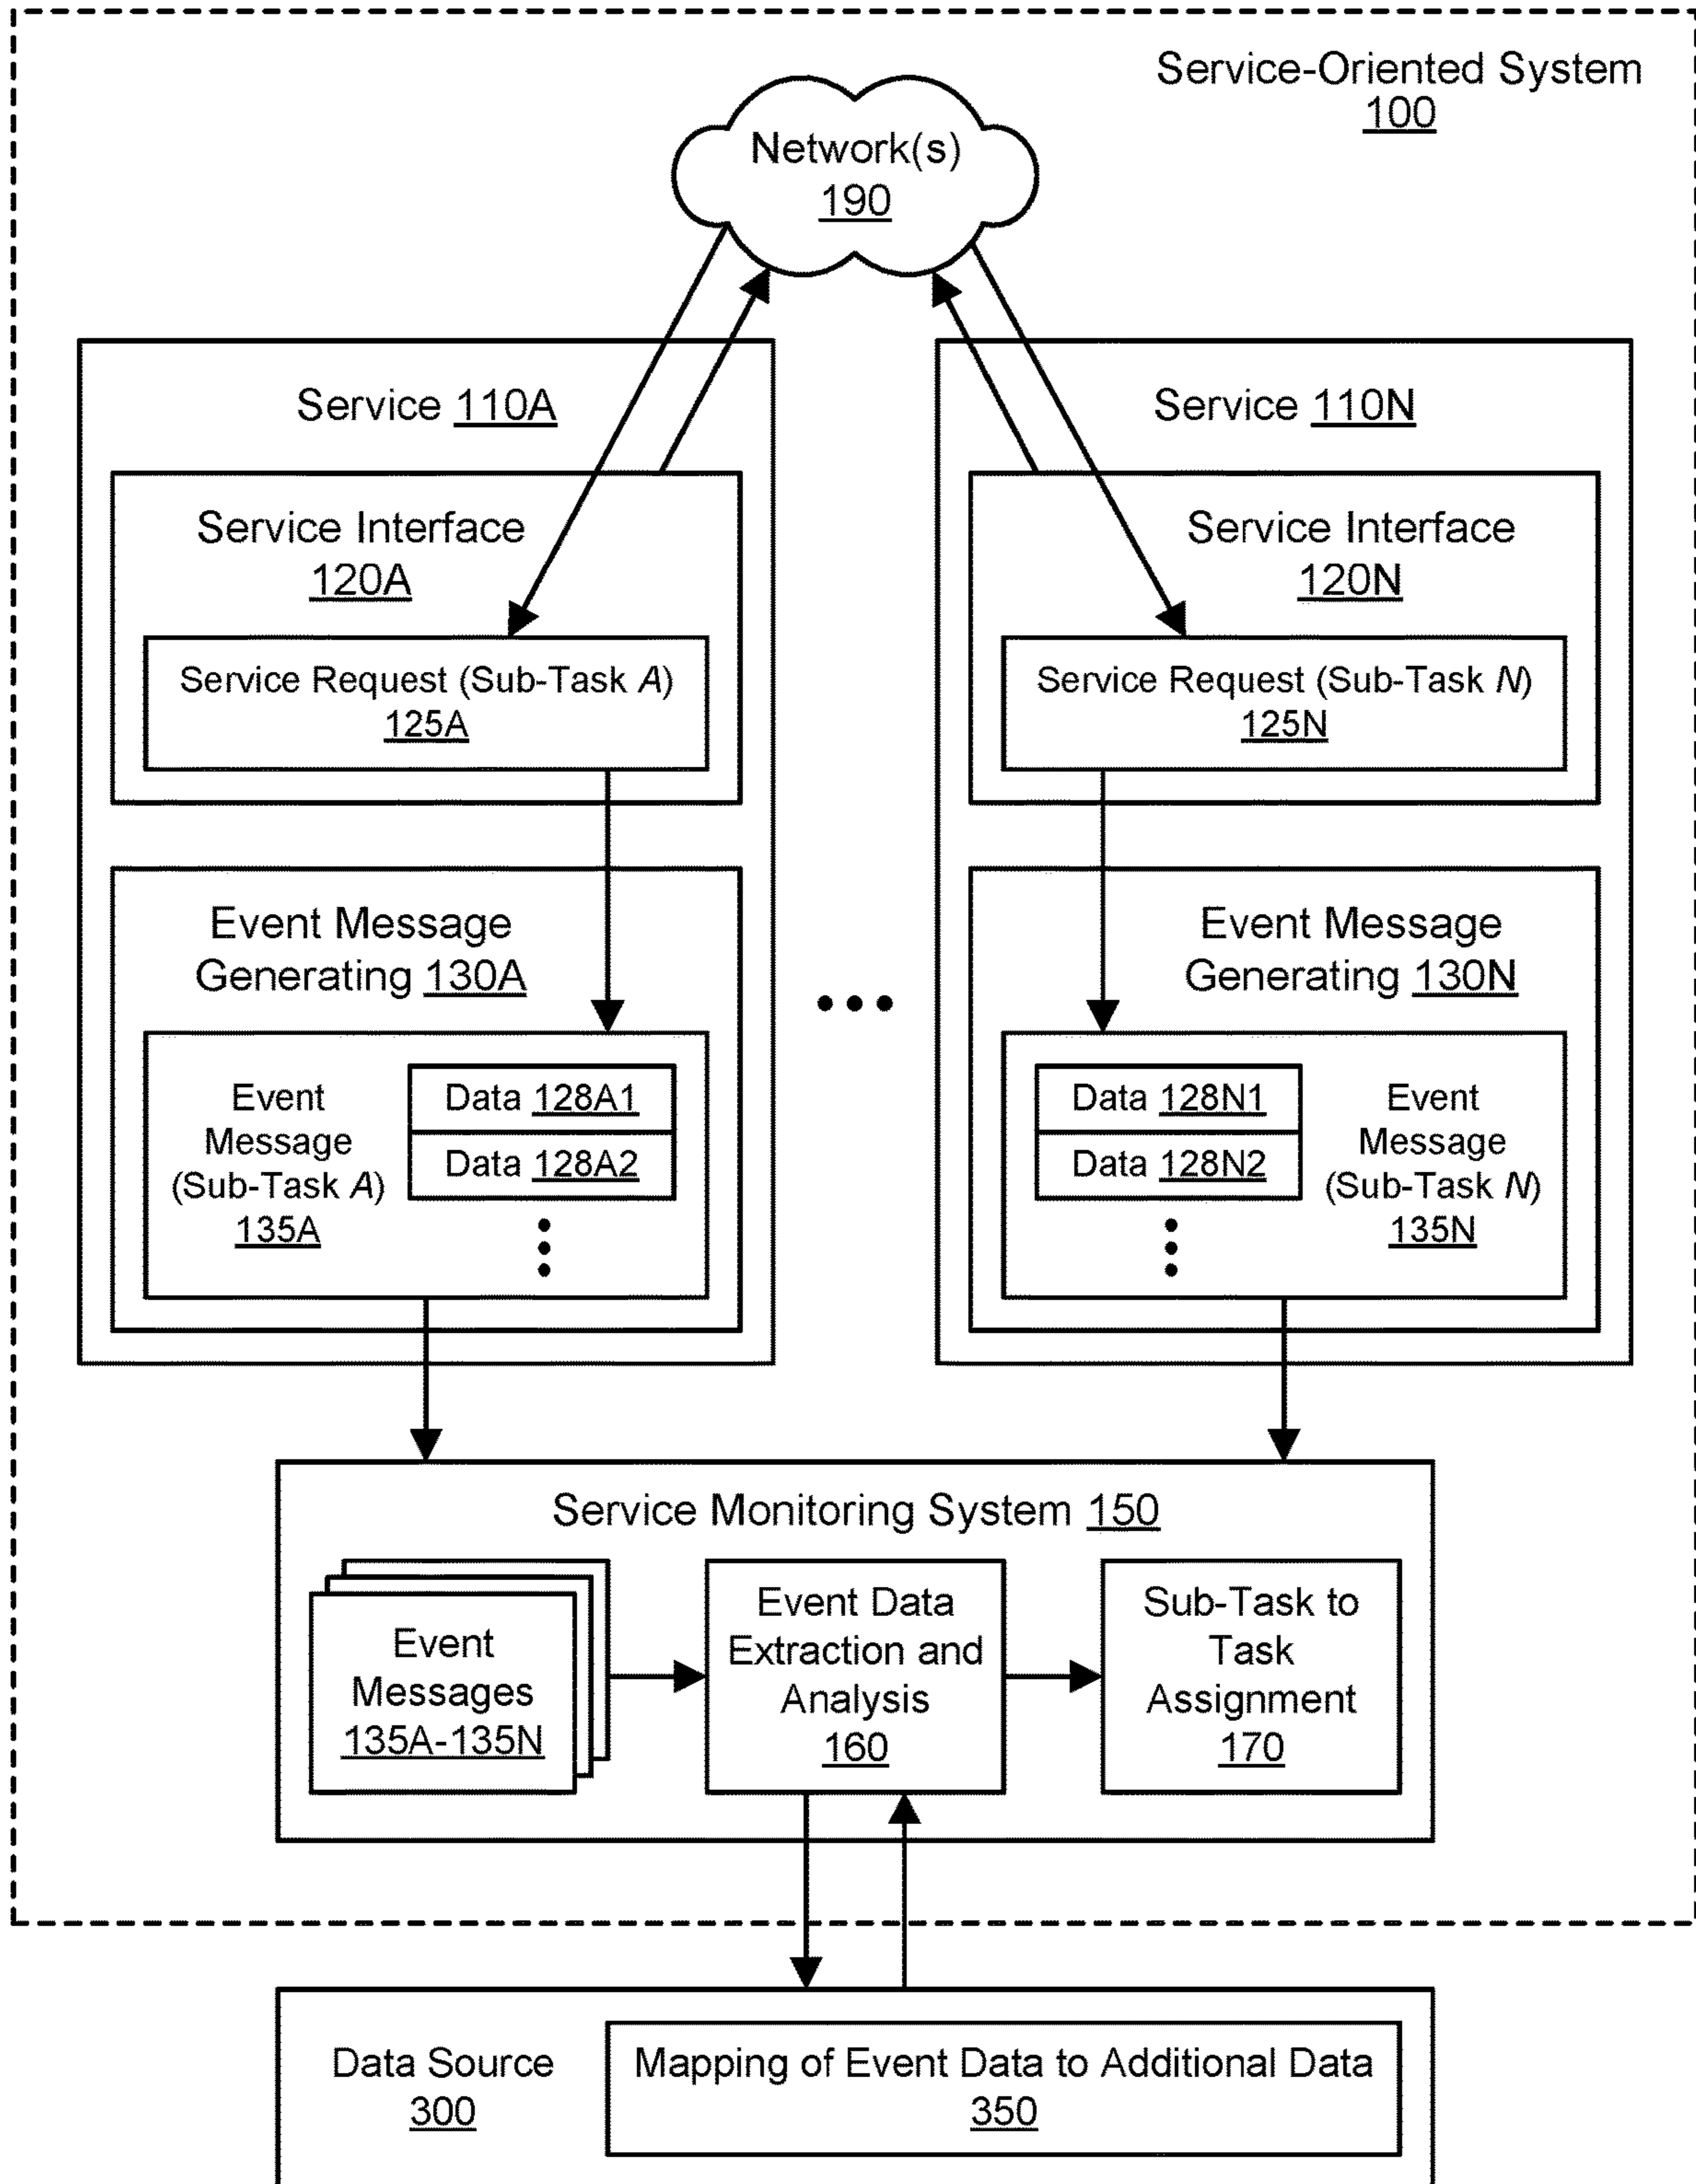 Service-Oriented System
100
Network(s)
190
Service 110A
Service Interface
120A
Service Request (Sub-Task A)
125A
Event Message
Generating 130A
Event
Message
(Sub-Task A)
135A
Data 128A1
Data 128A2
Service 110N
Service Interface
120N
Service Request (Sub-Task N)
125N
Event Message
Generating 130N
Data 128N1
Data 128N2
Event
Message
(Sub-Task N)
135N
Service Monitoring System 150
Event
Messages
135A-135N
Event Data
Extraction and
Analysis
160
Sub-Task to
Task
Assignment
170
Data Source
300
Mapping of Event Data to Additional Data
350